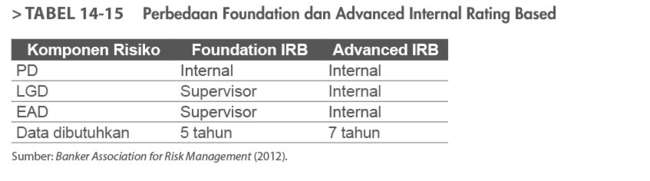 > TABEL 14-15 Perbedaan Foundation dan Advanced Internal Rating Based
Komponen Risiko Foundation IRB Advanced IRB
PD Internal Internal
LGD Supervisor Internal
EAD Supervisor Internal
Data dibutuhkan 5 tahun 7 tahun
Sumber: Banker Association for Risk Management (2012).